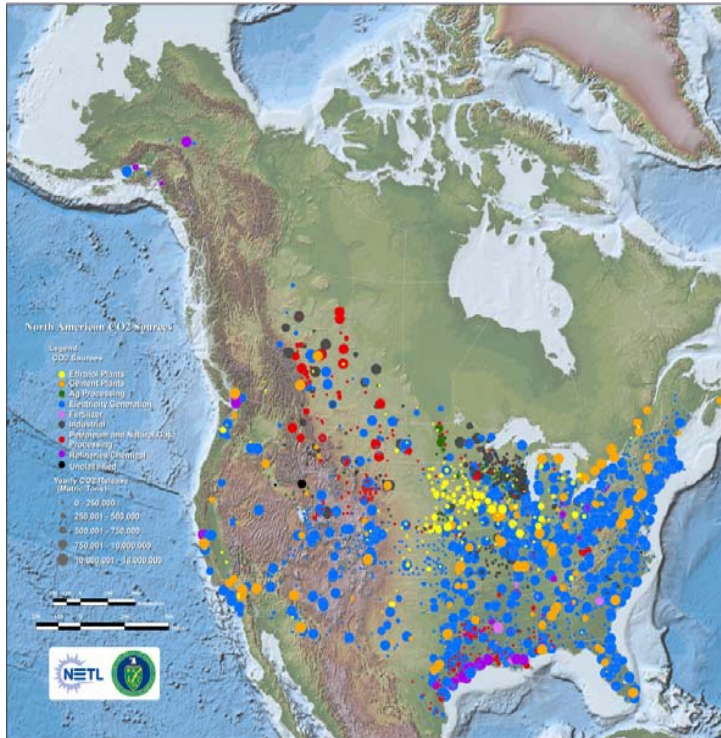 North American CO2 Sources
Legend
CO2 Sources
Ethanol Plants
Cement Plants
Ag Processing
Electricity Generation
Fertilizer
Industrial
Petroleum and Natural Gas
Processing
Refineries/Chemical
Unclassified
Yearly CO2 Release
(Metric Tons)
0 - 250,000
250,001 - 500,000
500,001 - 750,000
750,001 - 10,000,000
10,000,001 - 18,000,000
NETL